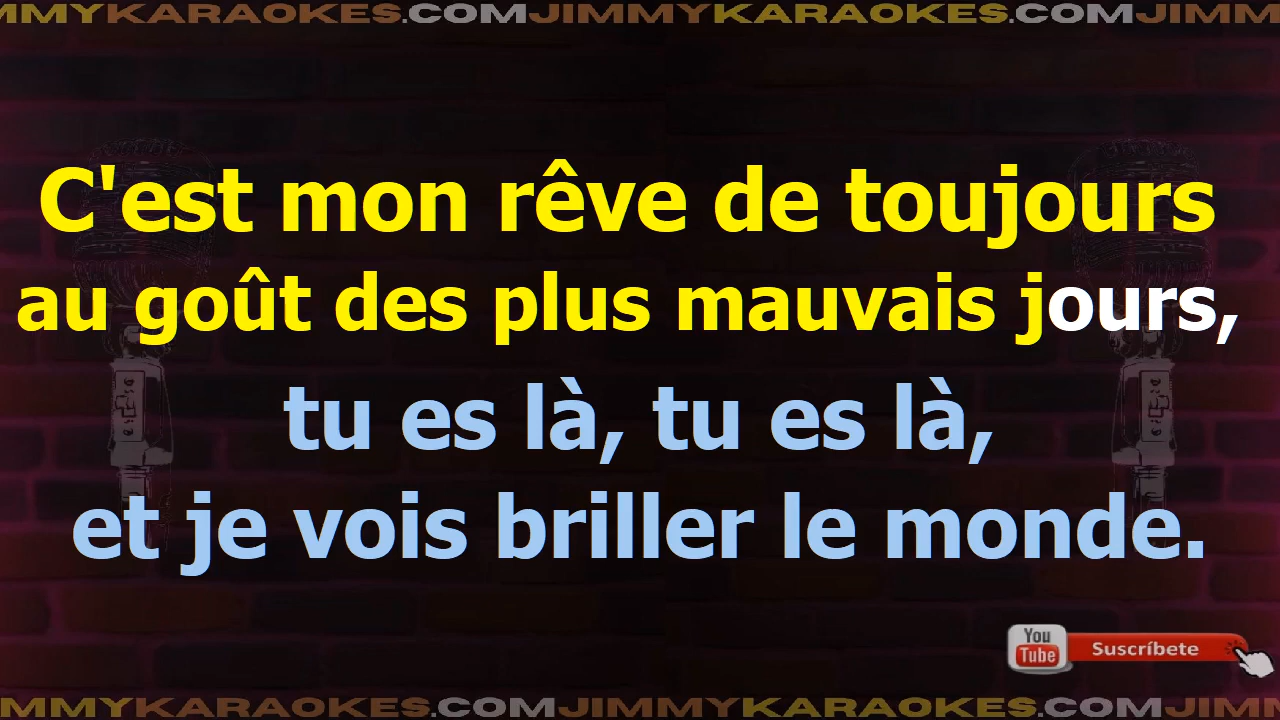 JIMMYKARAOKES.COMJIMMYKARAOKES.COMJIMM
C'est mon rêve de toujours
au goût des plus mauvais jours,
tu es là, tu es là,
et je vois briller le monde.
You
Tube
Suscríbete
MMYKARAOKES.COMJIMMYKARAOKES.COMJIMM